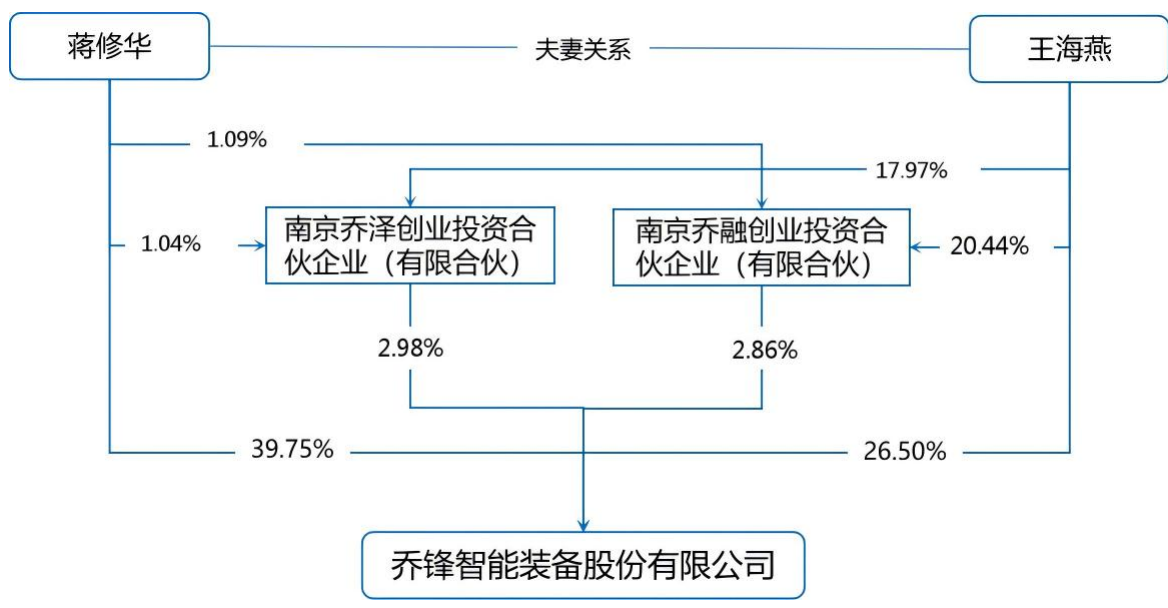 蒋修华
夫妻关系
王海燕
1.09%
17.97%
1.04%
南京乔泽创业投资合
伙企业（有限合伙）
南京乔融创业投资合
伙企业（有限合伙）
20.44%
2.98%
2.86%
39.75%
26.50%
乔锋智能装备股份有限公司